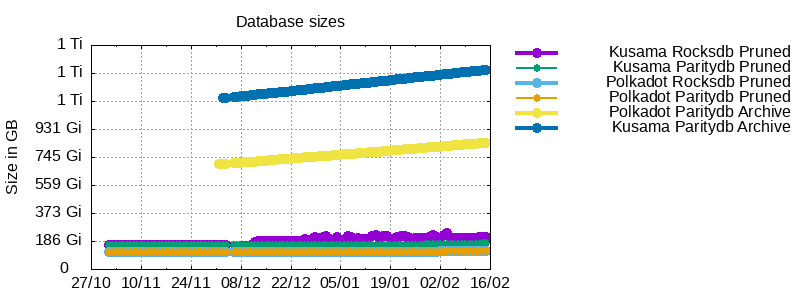 Database sizes
1 Ti
1 Ti
1 Ti
931 Gi
745 Gi
559 Gi
373 Gi
186 Gi
0
Size in GB
27/10 10/11 24/11 08/12 22/12 05/01 19/01 02/02 16/02
Kusama Rocksdb Pruned
Kusama Paritydb Pruned
Polkadot Rocksdb Pruned
Polkadot Paritydb Pruned
Polkadot Paritydb Archive
Kusama Paritydb Archive